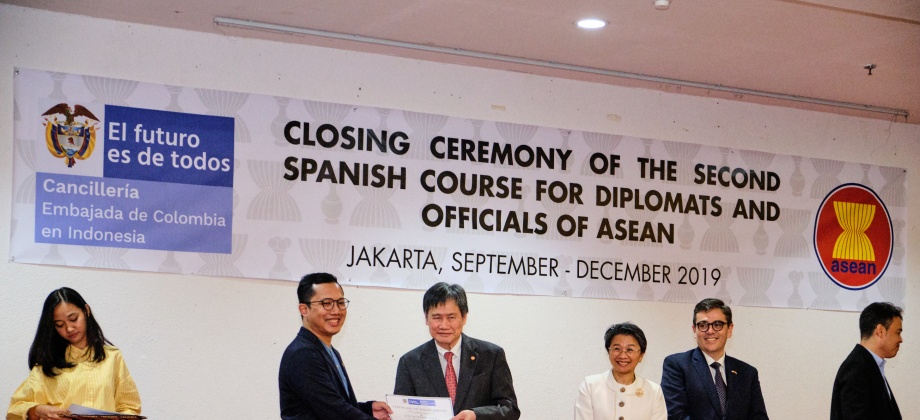 El futuro
es de todos
Cancillería
Embajada de Colombia
en Indonesia
CLOSING CEREMONY OF THE SECOND
SPANISH COURSE FOR DIPLOMATS AND
OFFICIALS OF ASEAN
JAKARTA, SEPTEMBER - DECEMBER 2019
asean